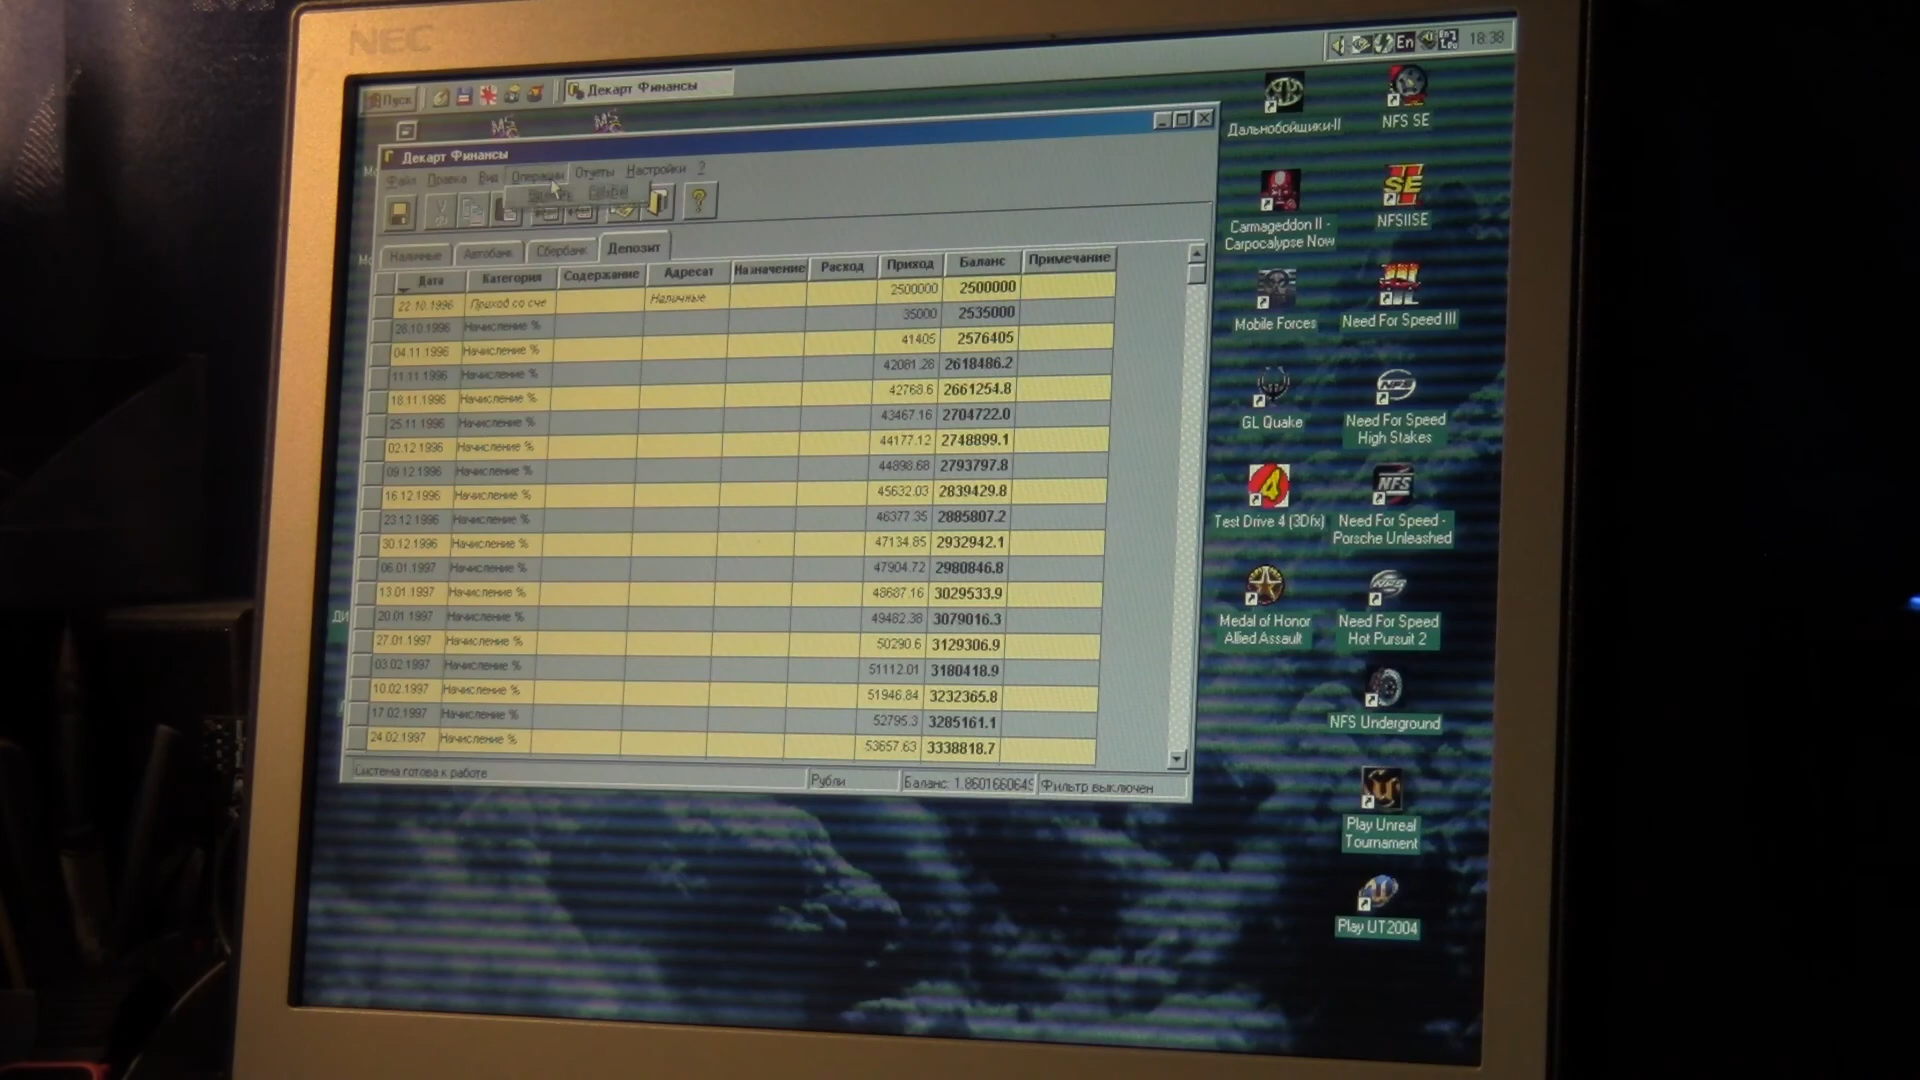 NEC
Пуск
Декарт Финансы
En
18:38
Декарт Финансы
Файл Правка Вид Операции Отчеты Настройки ?
Наличные Автобанк Сбербанк Депозит
Дата Категория Содержание Адресат Назначение Расход Приход Баланс Примечание
22.10.1996 Приход со сче Наличные 2500000 2500000
28.10.1996 Начисление % 35000 2535000
04.11.1996 Начисление % 41405 2576405
11.11.1996 Начисление % 42081.28 2618486.2
18.11.1996 Начисление % 42768.6 2661254.8
25.11.1996 Начисление % 43467.16 2704722.0
02.12.1996 Начисление % 44177.12 2748899.1
09.12.1996 Начисление % 44898.68 2793797.8
16.12.1996 Начисление % 45632.03 2839429.8
23.12.1996 Начисление % 46377.35 2885807.2
30.12.1996 Начисление % 47134.85 2932942.1
06.01.1997 Начисление % 47904.72 2980846.8
13.01.1997 Начисление % 48687.16 3029533.9
20.01.1997 Начисление % 49482.38 3079016.3
27.01.1997 Начисление % 50290.6 3129306.9
03.02.1997 Начисление % 51112.01 3180418.9
10.02.1997 Начисление % 51946.84 3232365.8
17.02.1997 Начисление % 52795.3 3285161.1
24.02.1997 Начисление % 53657.63 3338818.7
Система готова к работе Рубли Баланс: 1.860166064 Фильтр выключен
Дальнобойщики-II
NFS SE
Carmageddon II -
Carpocalypse Now
NFSIISE
Mobile Forces
Need For Speed III
GL Quake
Need For Speed
High Stakes
Test Drive 4 (3Dfx)
Need For Speed -
Porsche Unleashed
Medal of Honor
Allied Assault
Need For Speed
Hot Pursuit 2
NFS Underground
Play Unreal
Tournament
Play UT2004